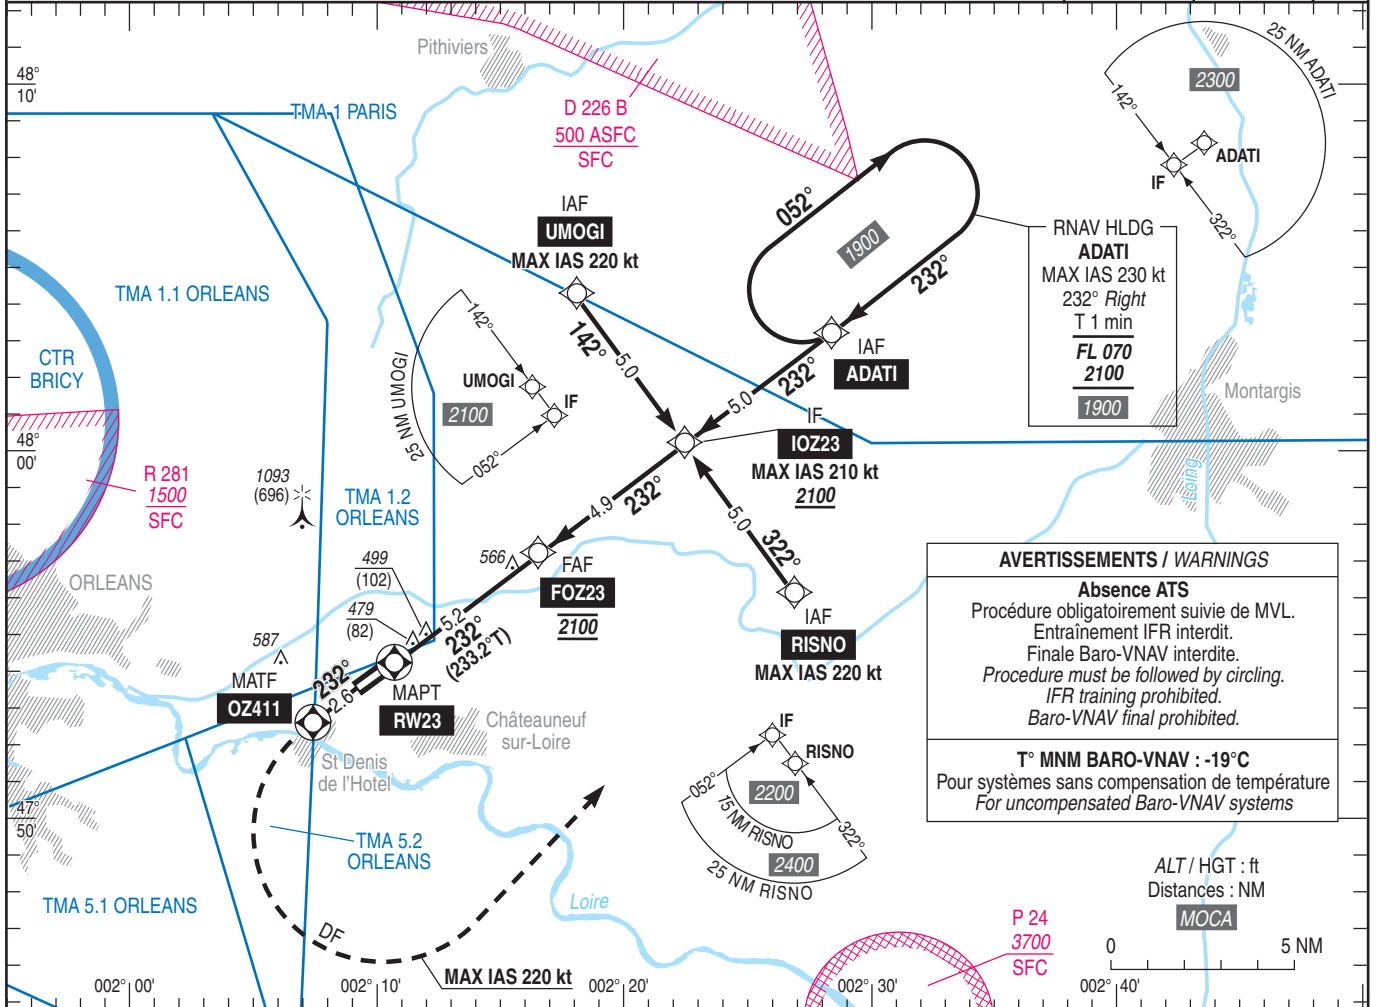 Pithiviers
48°
10'
TMA 1 PARIS
D 226 B
500 ASFC
SFC
25 NM ADATI
2300
142°
ADATI
IF
322°
IAF
UMOGI
MAX IAS 220 kt
052°
1900
232°
RNAV HLDG
ADATI
MAX IAS 230 kt
232° Right
T 1 min
FL 070
2100
1900
TMA 1.1 ORLEANS
CTR
BRICY
142°
UMOGI
IF
2100
052°
25 NM UMOGI
142°
5.0
IAF
ADATI
232°
5.0
Montargis
IF
IOZ23
MAX IAS 210 kt
2100
48°
00'
R 281
1500
SFC
1093
(696)
TMA 1.2
ORLEANS
4.9
232°
5.0
322°
Loing
499
(102)
566
479
(82)
587
ORLEANS
FAF
FOZ23
2100
5.2
232°
(233.2°T)
IAF
RISNO
MAX IAS 220 kt
AVERTISSEMENTS / WARNINGS
Absence ATS
Procédure obligatoirement suivie de MVL.
Entraînement IFR interdit.
Finale Baro-VNAV interdite.
Procedure must be followed by circling.
IFR training prohibited.
Baro-VNAV final prohibited.
T° MNM BARO-VNAV : -19°C
Pour systèmes sans compensation de température
For uncompensated Baro-VNAV systems
MATF
OZ411
232°
2.6
MAPT
RW23
Châteauneuf
sur-Loire
St Denis
de l'Hotel
IF
RISNO
052°
2200
15 NM RISNO
322°
2400
25 NM RISNO
47°
50'
TMA 5.2
ORLEANS
TMA 5.1 ORLEANS
DF
MAX IAS 220 kt
Loire
P 24
3700
SFC
ALT / HGT : ft
Distances : NM
MOCA
0 5 NM
002° 00' 002° 10' 002° 20' 002° 30' 002° 40'